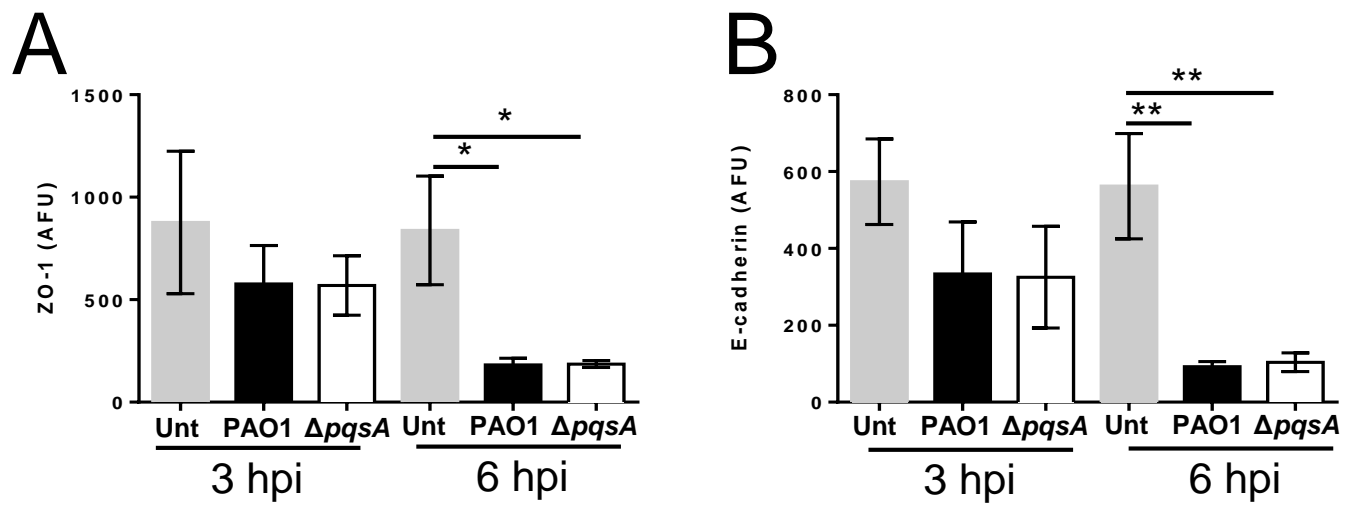 A
ZO-1 (AFU)
1500
1000
500
0
*
*
Unt PAO1 ΔpqsA Unt PAO1 ΔpqsA
3 hpi 6 hpi
B
E-cadherin (AFU)
800
600
400
200
0
**
**
Unt PAO1 ΔpqsA Unt PAO1 ΔpqsA
3 hpi 6 hpi